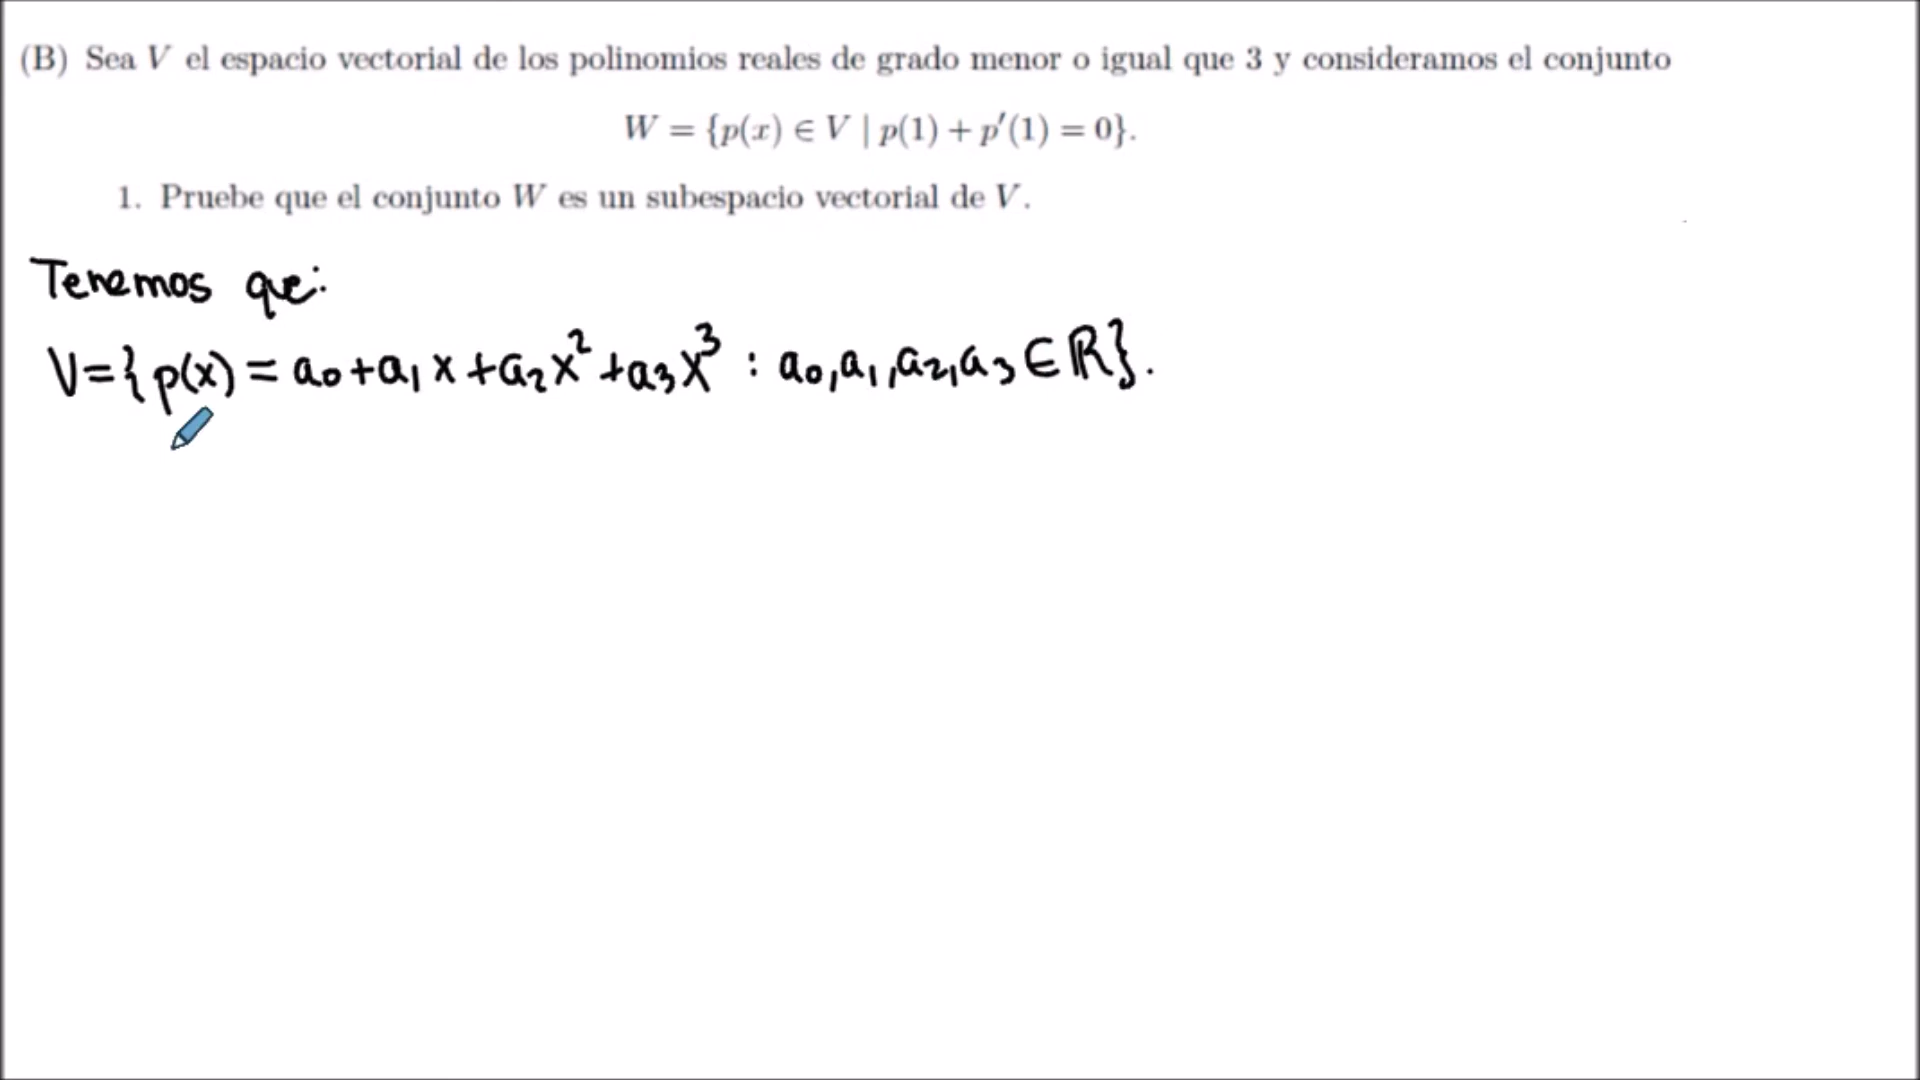 (B) Sea V el espacio vectorial de los polinomios reales de grado menor o igual que 3 y consideramos el conjunto
W = {p(x) ∈ V | p(1) + p′(1) = 0}.
1. Pruebe que el conjunto W es un subespacio vectorial de V.
Tenemos que:
V={p(x) = a₀+a₁x+a₂x²+a₃x³ : a₀,a₁,a₂,a₃∈ℝ}.